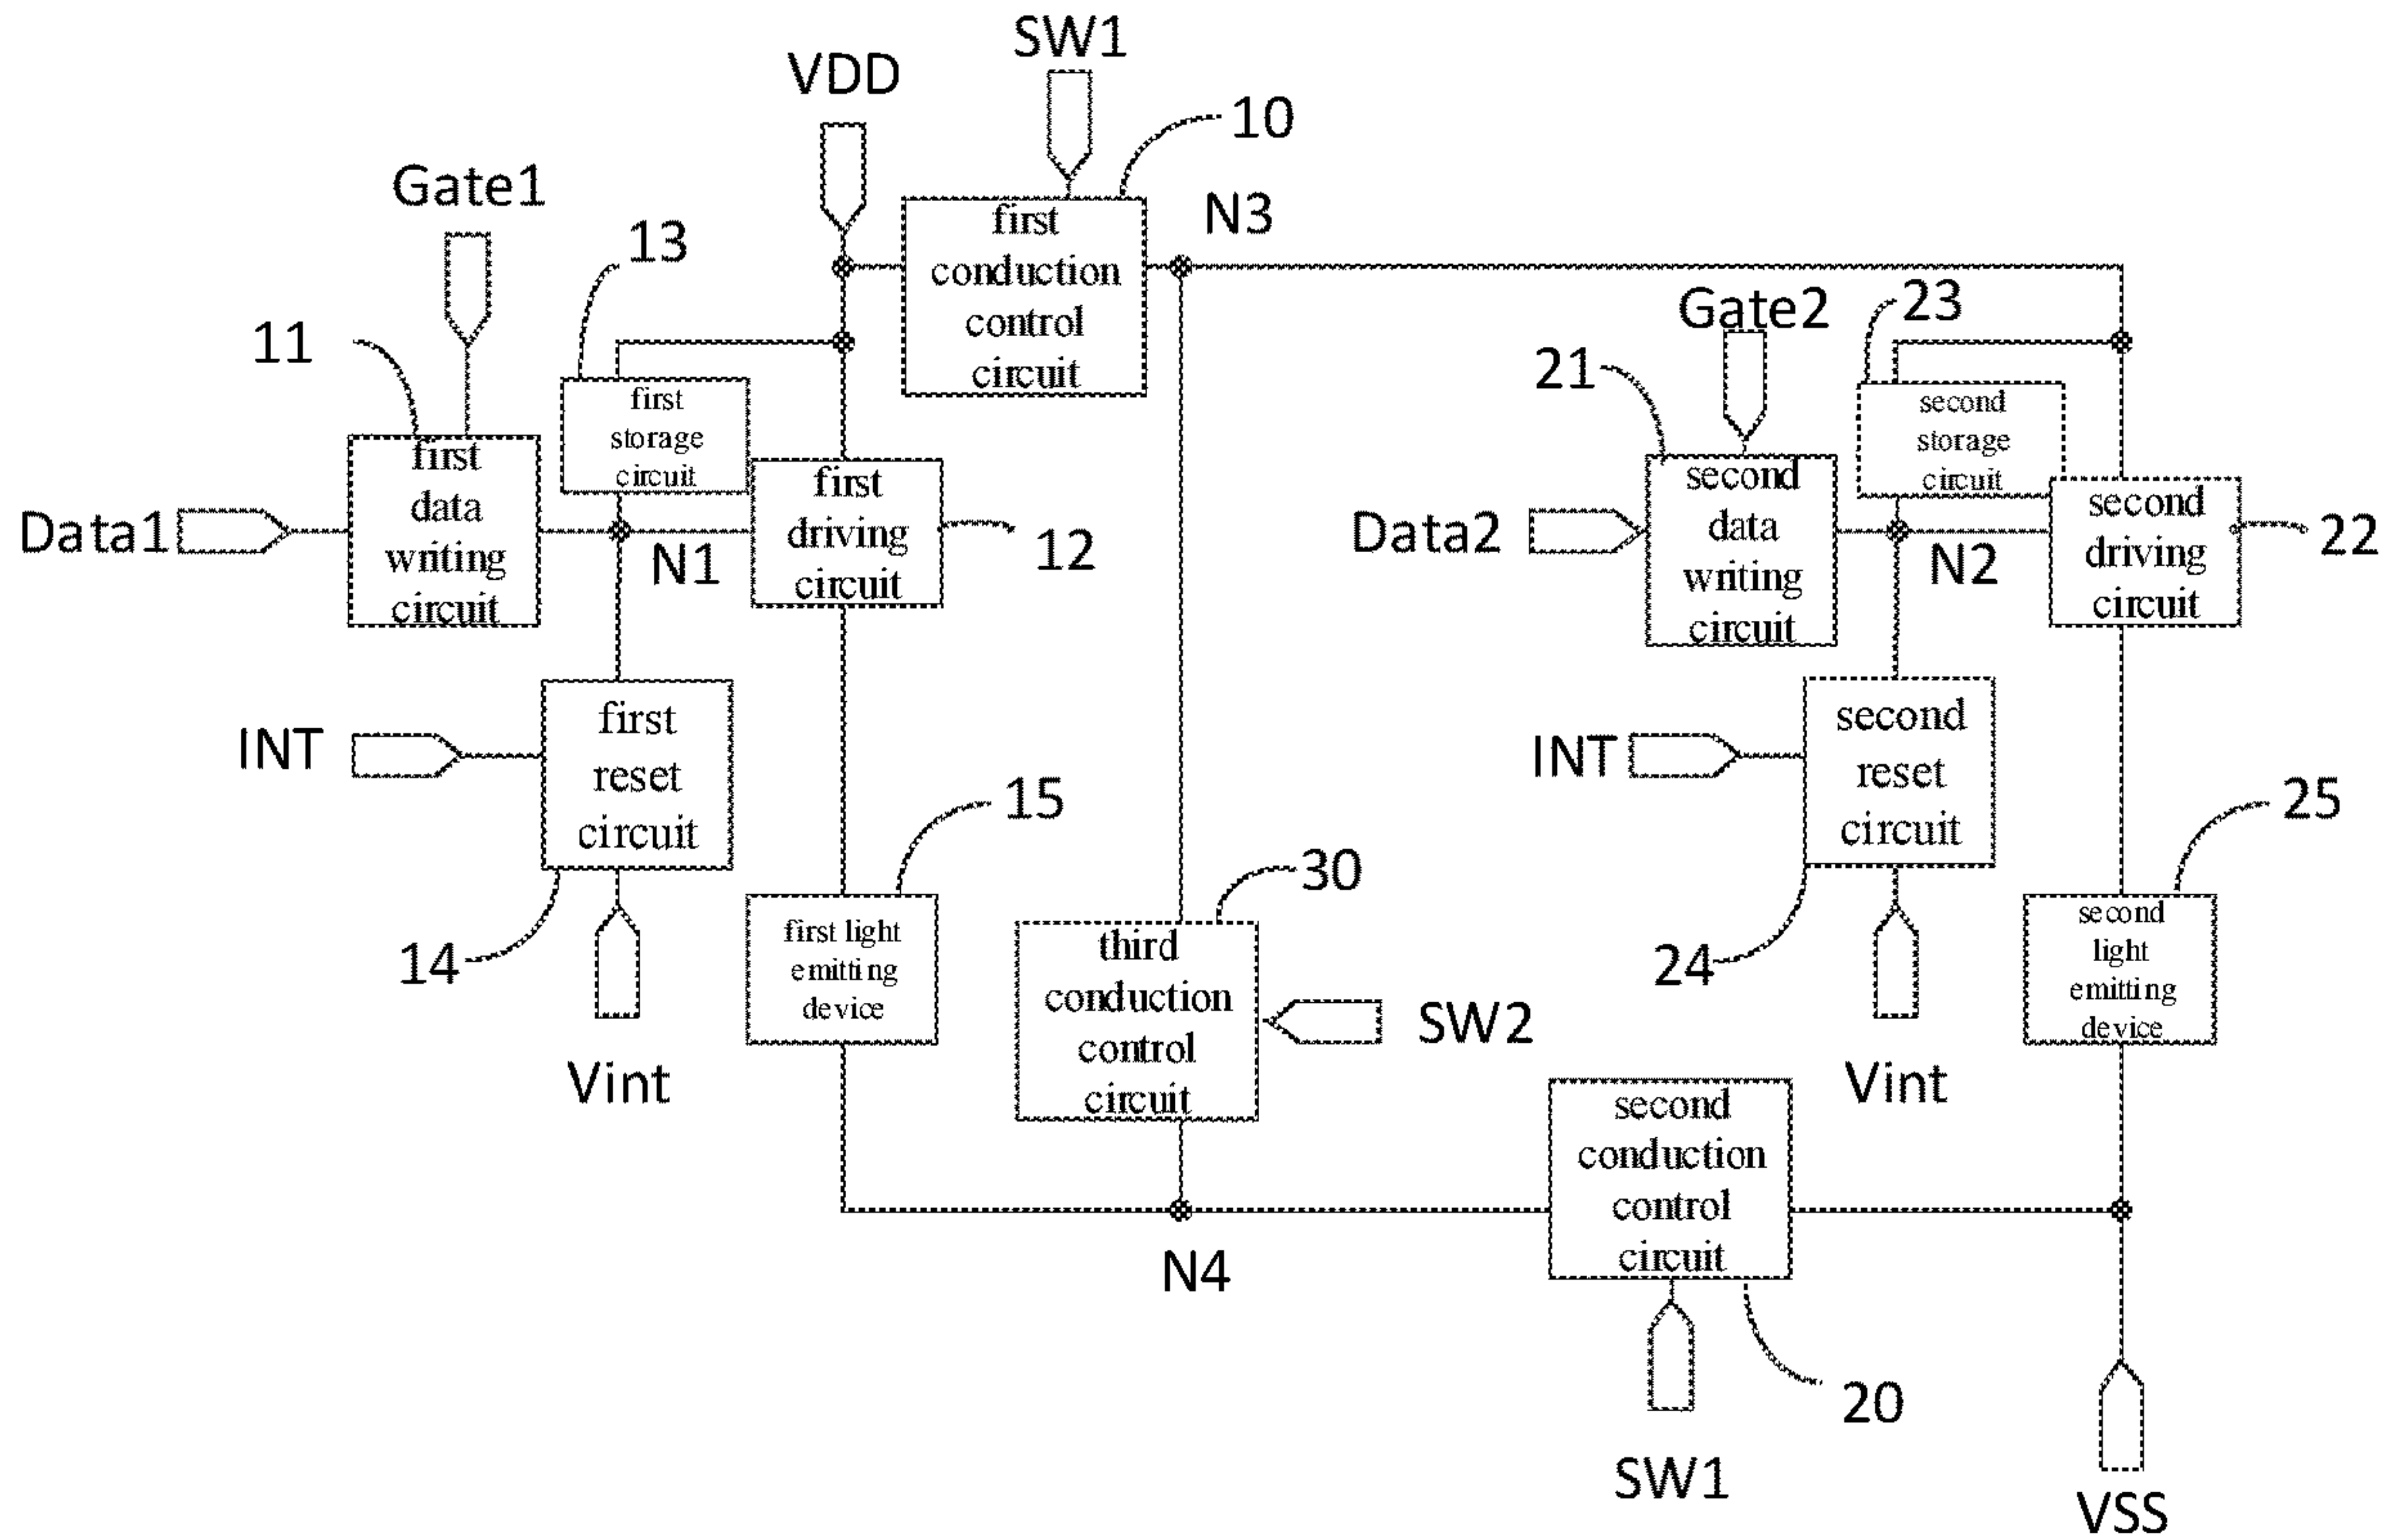 SW1
VDD
10
Gate1
N3
first
conduction
control
circuit
13
Gate2
23
11
21
first
storage
circuit
second
storage
circuit
first
data
writing
circuit
first
driving
circuit
second
data
writing
circuit
second
driving
circuit
Data1
N1
12
Data2
N2
22
INT
first
reset
circuit
INT
second
reset
circuit
15
25
30
14
first light
emitting
device
third
conduction
control
circuit
24
second
light
emitting
device
SW2
Vint
Vint
second
conduction
control
circuit
N4
20
SW1
VSS